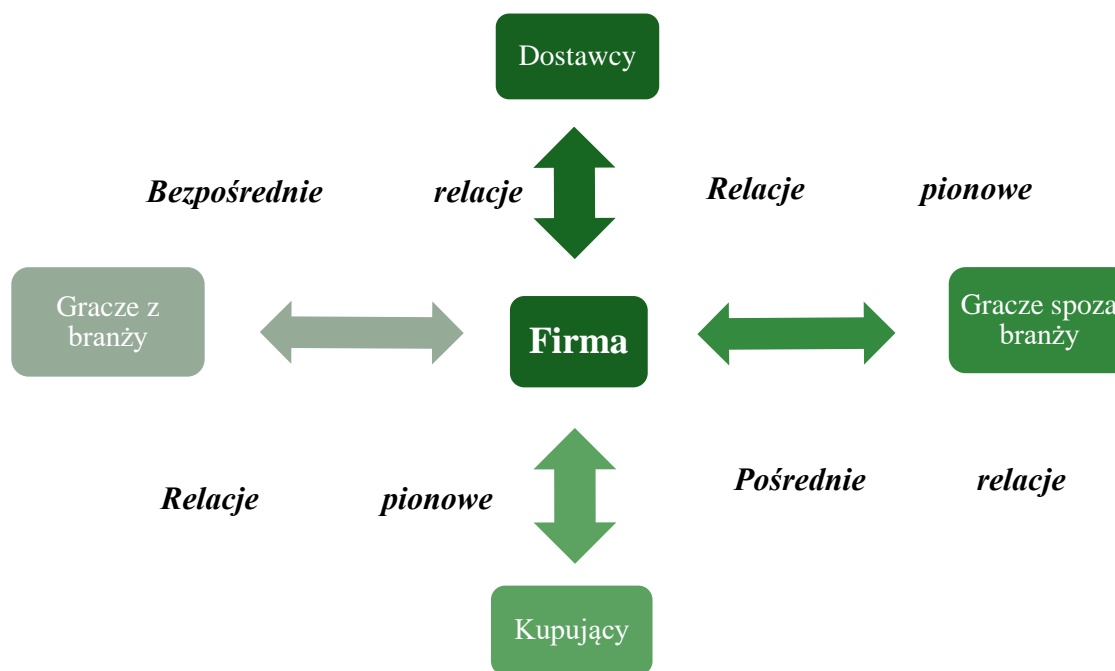 Dostawcy
Bezpośrednie relacje
Relacje pionowe
Gracze z
branży
Firma
Gracze spoza
branży
Relacje pionowe
Pośrednie relacje
Kupujący